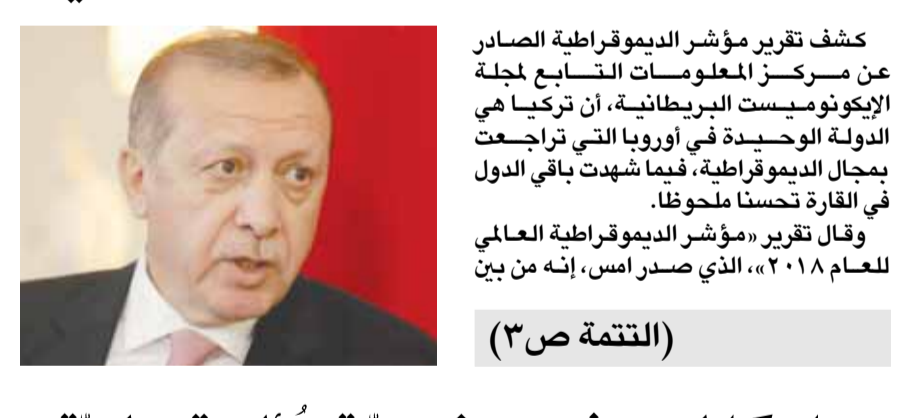 كشف تقرير مؤشر الديموقراطية الصادر
عن مركز المعلومات التابع لمجلة
الإيكونوميست البريطانية، أن تركيا هي
الدولة الوحيدة في أوروبا التي تراجعت
بمجال الديموقراطية، فيما شهدت باقي الدول
في القارة تحسنا ملحوظا.
وقال تقرير «مؤشر الديموقراطية العالمي
للعام ٢٠١٨»، الذي صدر امس، إنه من بين
(التتمة ص٣)